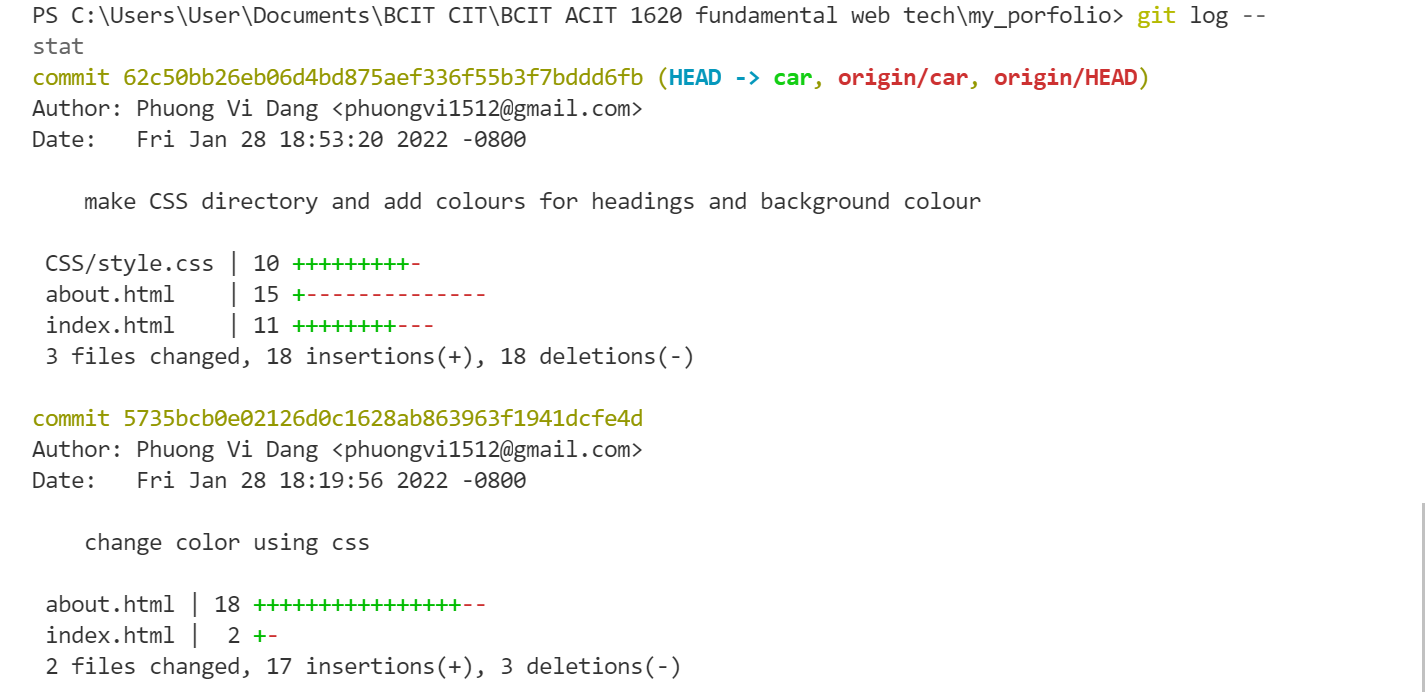 PS C:\Users\User\Documents\BCIT CIT\BCIT ACIT 1620 fundamental web tech\my_porfolio> git log --
stat
commit 62c50bb26eb06d4bd875aef336f55b3f7bddd6fb (HEAD -> car, origin/car, origin/HEAD)
Author: Phuong Vi Dang <phuongvi1512@gmail.com>
Date:   Fri Jan 28 18:53:20 2022 -0800

    make CSS directory and add colours for headings and background colour

 CSS/style.css | 10 +++++++++-
 about.html    | 15 +--------------
 index.html    | 11 ++++++++---
 3 files changed, 18 insertions(+), 18 deletions(-)

commit 5735bcb0e02126d0c1628ab863963f1941dcfe4d
Author: Phuong Vi Dang <phuongvi1512@gmail.com>
Date:   Fri Jan 28 18:19:56 2022 -0800

    change color using css

 about.html | 18 ++++++++++++++++--
 index.html |  2 +-
 2 files changed, 17 insertions(+), 3 deletions(-)